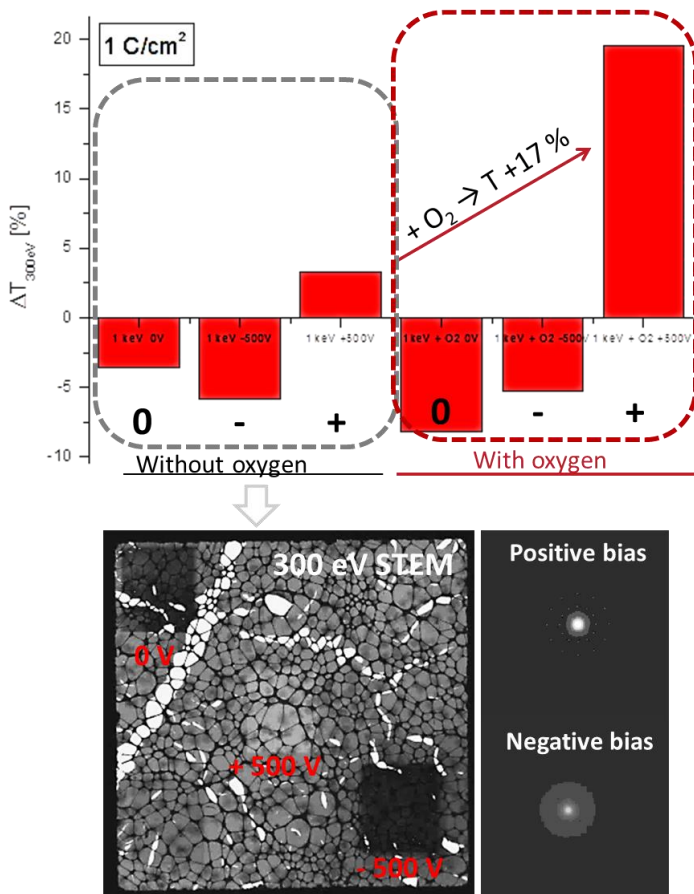 1 C/cm²
20
15
10
5
0
-5
-10
ΔT300eV [%]
+ O2 → T +17 %
1 keV 0V
1 keV -500V
1 keV +500V
1 keV + O2 0V
1 keV + O2 -500V
1 keV + O2 +500V
0
-
+
0
-
+
Without oxygen
With oxygen
300 eV STEM
0 V
+ 500 V
- 500 V
Positive bias
Negative bias